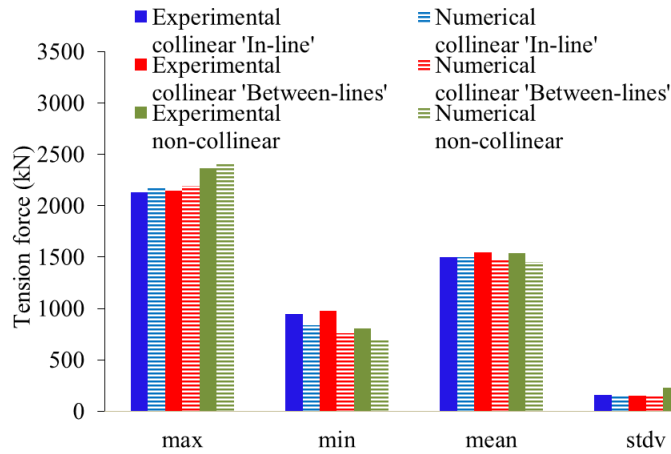 Experimental
collinear 'In-line'
Numerical
collinear 'In-line'
Experimental
collinear 'Between-lines'
Numerical
collinear 'Between-lines'
Experimental
non-collinear
Numerical
non-collinear
Tension force (kN)
3500
3000
2500
2000
1500
1000
500
0
max
min
mean
stdv